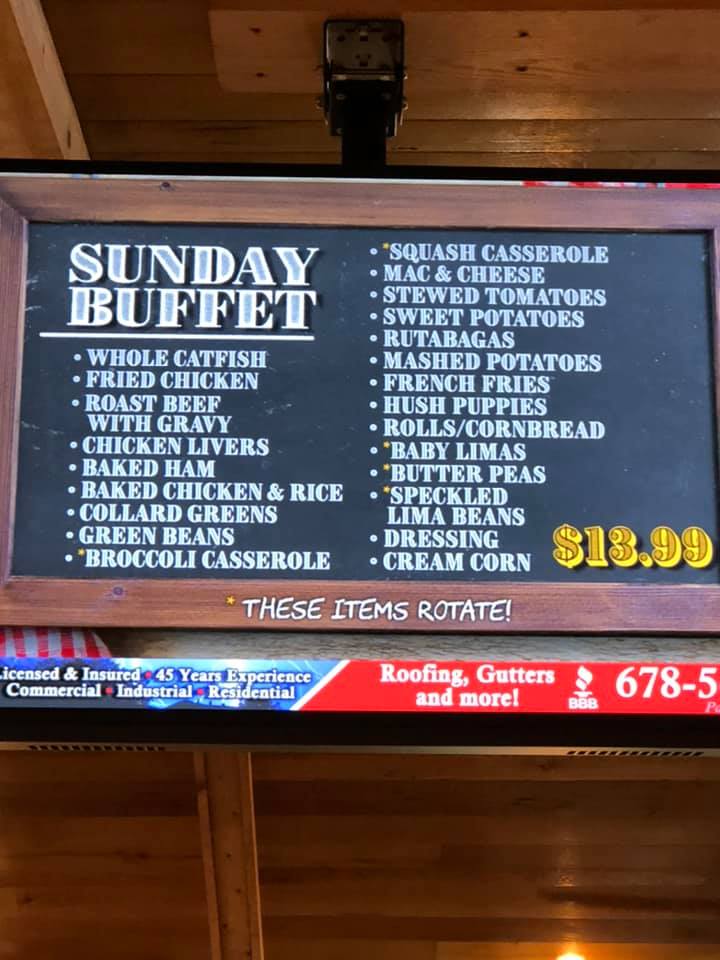 SUNDAY
BUFFET
• WHOLE CATFISH
• FRIED CHICKEN
• ROAST BEEF
WITH GRAVY
• CHICKEN LIVERS
• BAKED HAM
• BAKED CHICKEN & RICE
• COLLARD GREENS
• GREEN BEANS
• *BROCCOLI CASSEROLE
• *SQUASH CASSEROLE
• MAC & CHEESE
• STEWED TOMATOES
• SWEET POTATOES
• RUTABAGAS
• MASHED POTATOES
• FRENCH FRIES
• HUSH PUPPIES
• ROLLS/CORNBREAD
• *BABY LIMAS
• *BUTTER PEAS
• *SPECKLED
LIMA BEANS
• DRESSING
• CREAM CORN
$13.99
* THESE ITEMS ROTATE!
Licensed & Insured • 45 Years Experience
Commercial • Industrial • Residential
Roofing, Gutters
and more!
BBB
678-5